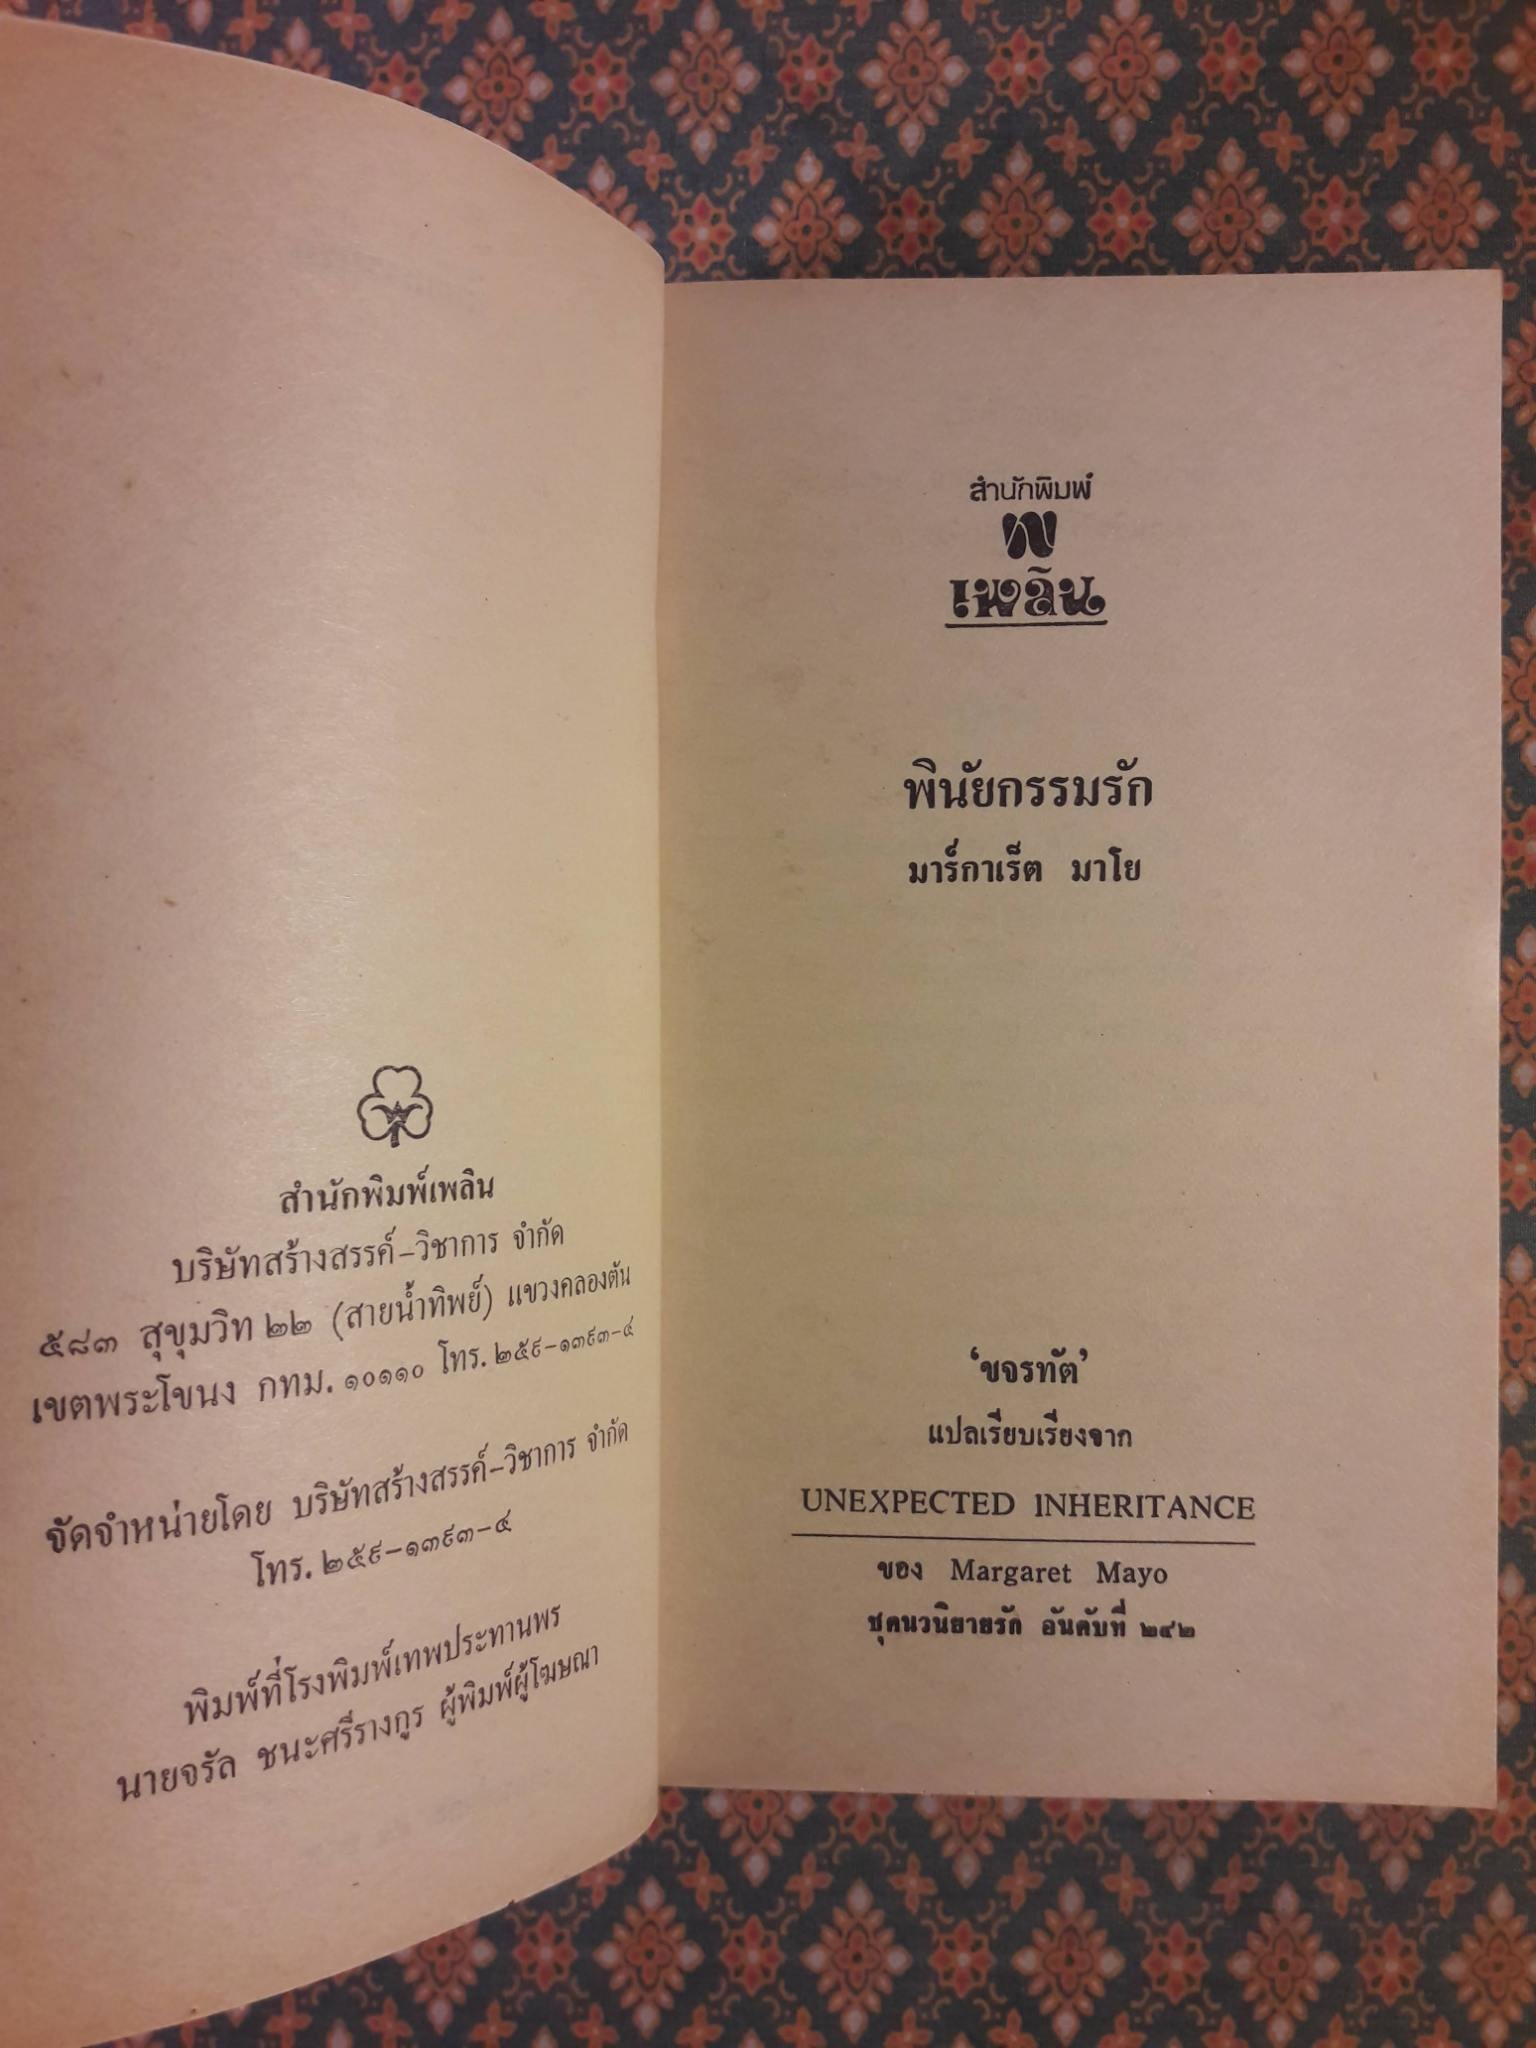 สำนักพิมพ์เพลิน
บริษัทสร้างสรรค์-วิชาการ จำกัด
๕๘๓ สุขุมวิท ๒๒ (สายน้ำทิพย์) แขวงคลองตัน
เขตพระโขนง กทม. ๑๐๑๑๐ โทร. ๒๕๙-๑๓๙๓-๔
จัดจำหน่ายโดย บริษัทสร้างสรรค์-วิชาการ จำกัด
โทร. ๒๕๙-๑๓๙๓-๔
พิมพ์ที่โรงพิมพ์เทพประทานพร
นายจรัล ชนะศรีรางกูร ผู้พิมพ์ผู้โฆษณา
สำนักพิมพ์
พ
เพลิน
พินัยกรรมรัก
มาร์กาเร็ต มาโย
‘ขจรทัต’
แปลเรียบเรียงจาก
UNEXPECTED INHERITANCE
ของ Margaret Mayo
ชุดนวนิยายรัก อันดับที่ ๒๔๒